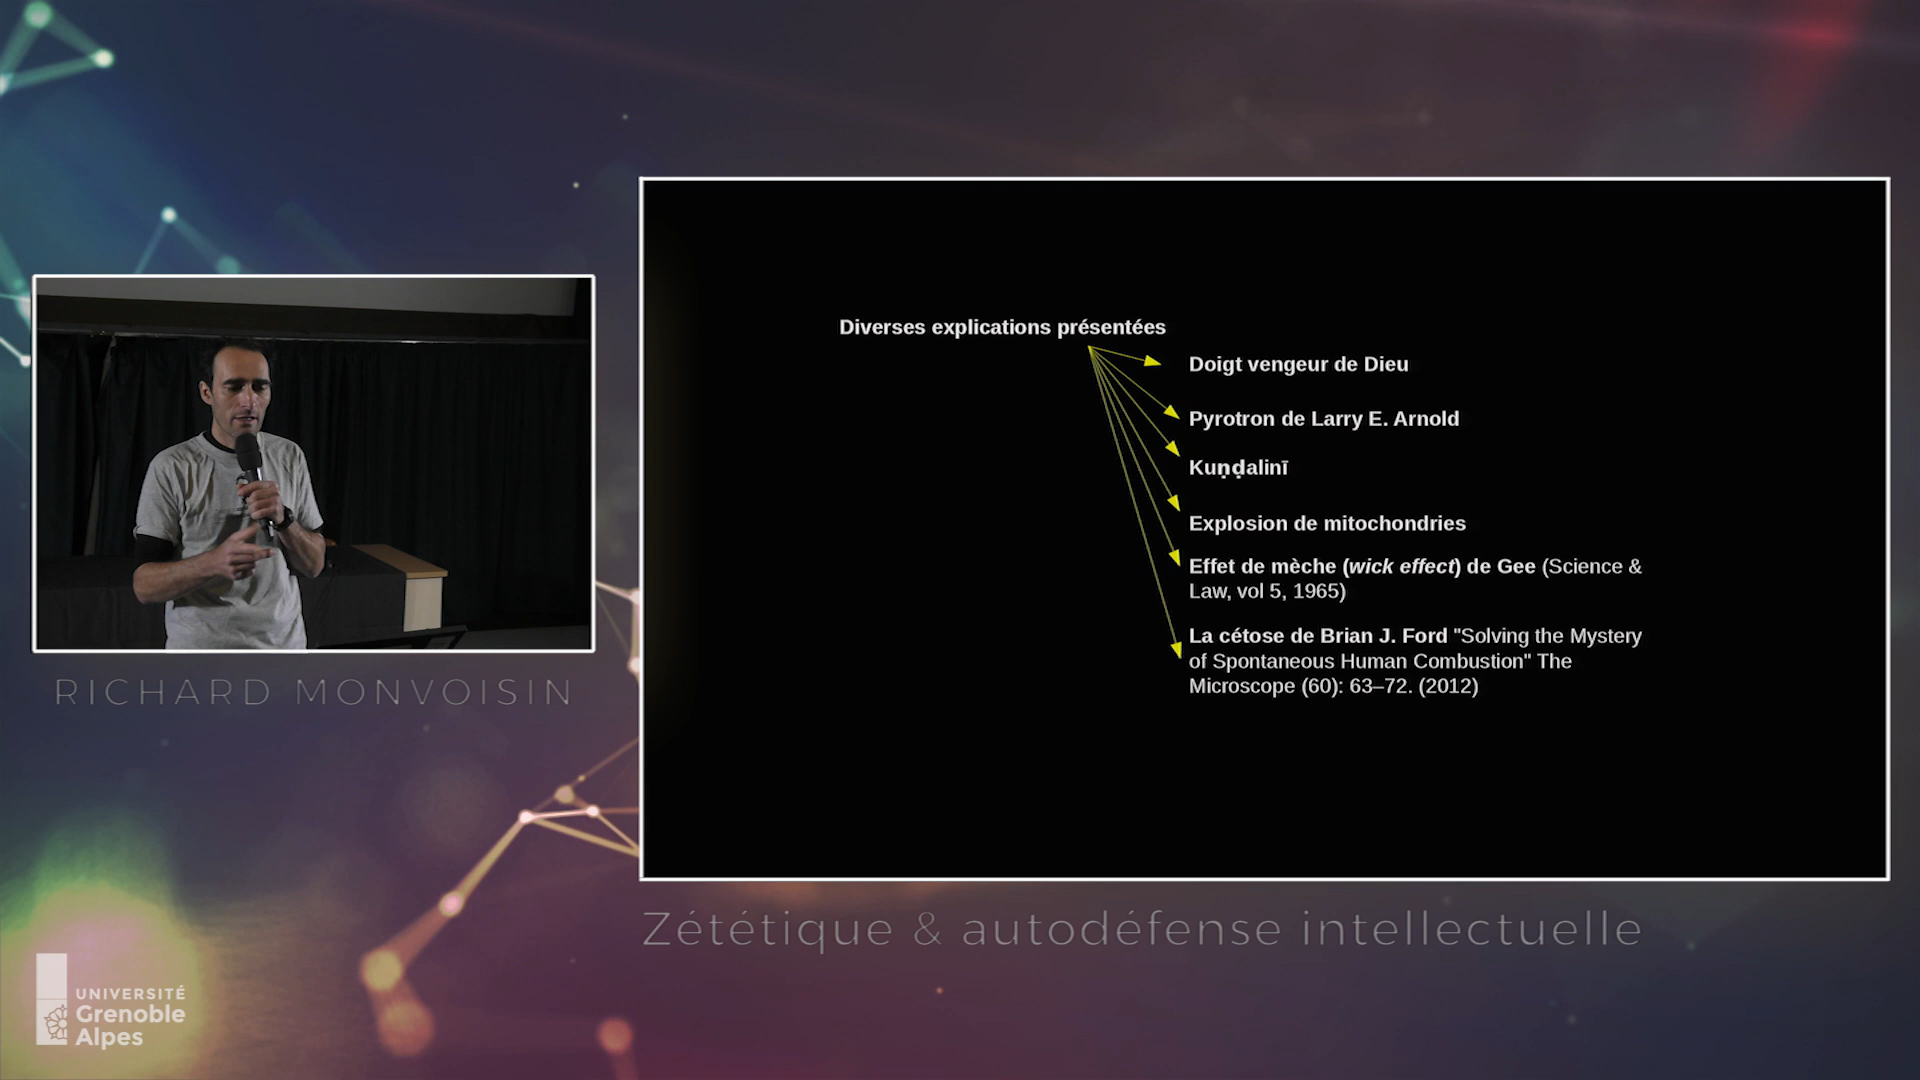 Diverses explications présentées
Doigt vengeur de Dieu
Pyrotron de Larry E. Arnold
Kuṇḍalinī
Explosion de mitochondries
Effet de mèche (wick effect) de Gee (Science &
Law, vol 5, 1965)
La cétose de Brian J. Ford "Solving the Mystery
of Spontaneous Human Combustion" The
Microscope (60): 63–72. (2012)
RICHARD MONVOISIN
Zététique & autodéfense intellectuelle
UNIVERSITÉ
Grenoble
Alpes